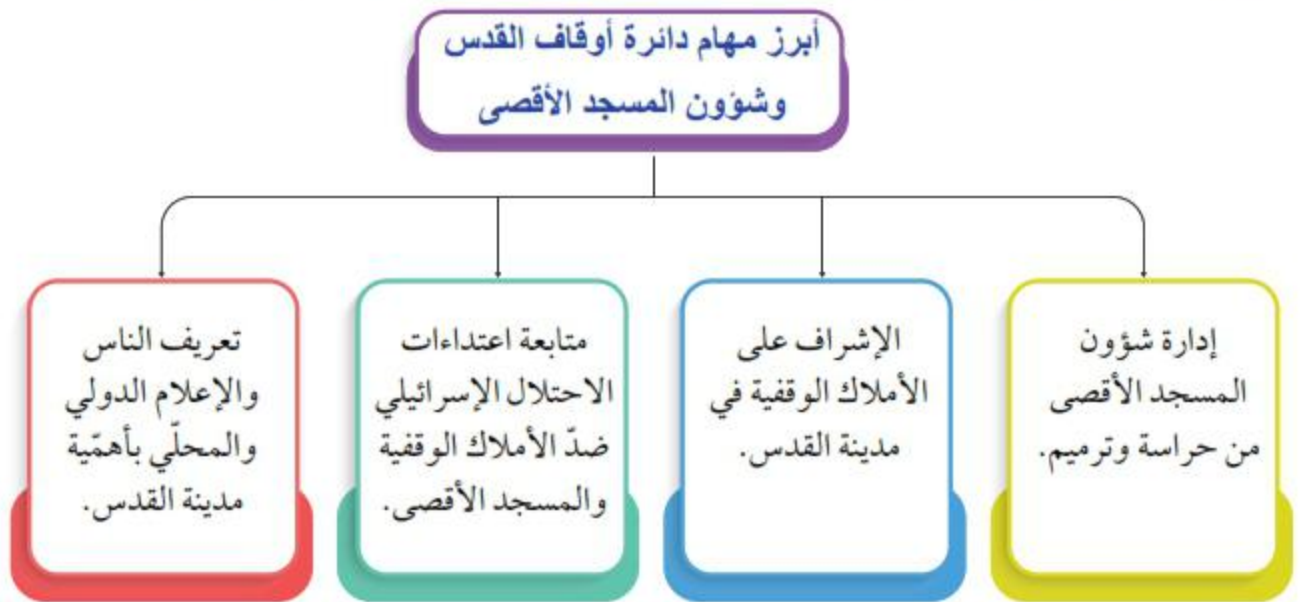 أبرز مهام دائرة أوقاف القدس
وشؤون المسجد الأقصى
إدارة شؤون
المسجد الأقصى
من حراسة وترميم.
الإشراف على
الأملاك الوقفية في
مدينة القدس.
متابعة اعتداءات
الاحتلال الإسرائيلي
ضدّ الأملاك الوقفية
والمسجد الأقصى.
تعريف الناس
والإعلام الدولي
والمحلّي بأهمّية
مدينة القدس.